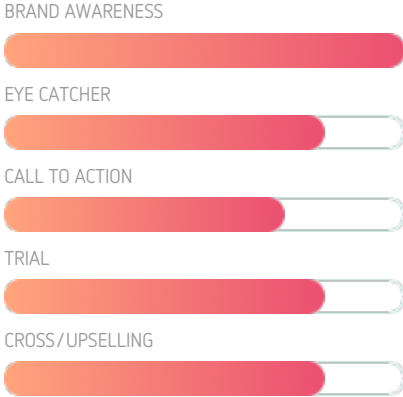 BRAND AWARENESS
EYE CATCHER
CALL TO ACTION
TRIAL
CROSS/UPSELLING